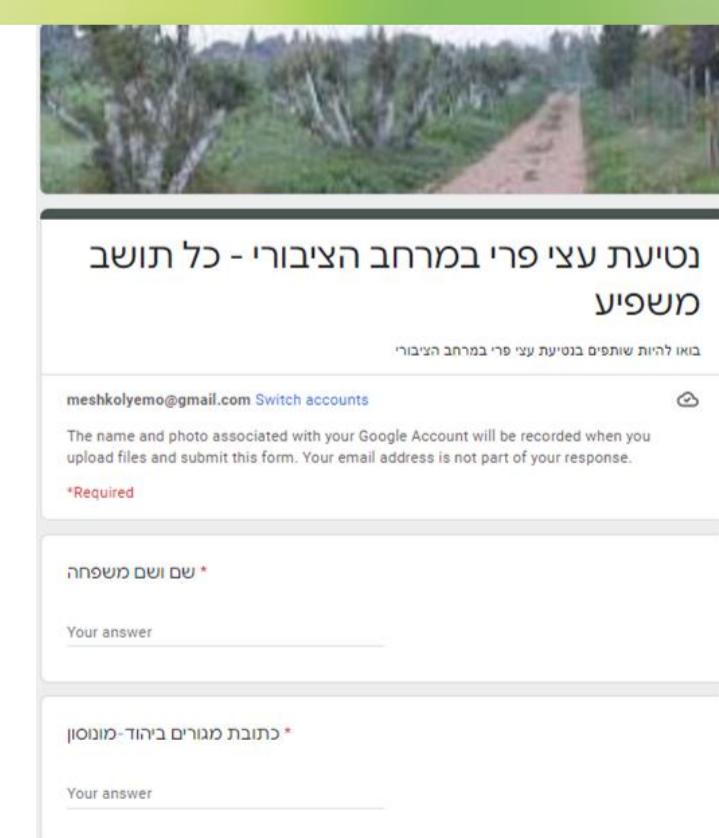 נטיעת עצי פרי במרחב הציבורי - כל תושב
משפיע
בואו להיות שותפים בנטיעת עצי פרי במרחב הציבורי
meshkolyemo@gmail.com Switch accounts
The name and photo associated with your Google Account will be recorded when you
upload files and submit this form. Your email address is not part of your response.
*Required
שם ושם משפחה *
Your answer
כתובת מגורים ביהוד-מונוסון *
Your answer